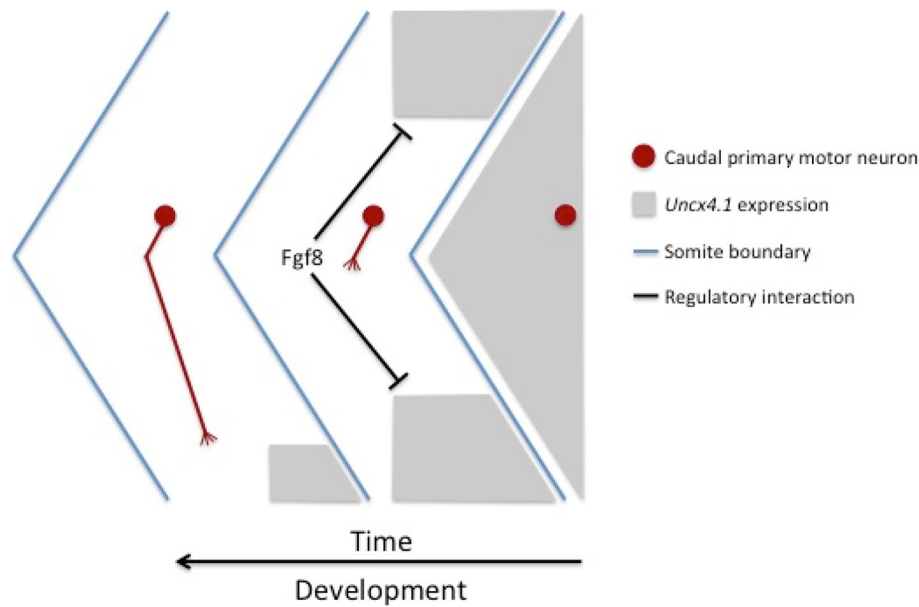 Fgf8
Caudal primary motor neuron
Uncx4.1 expression
Somite boundary
Regulatory interaction
Time
Development